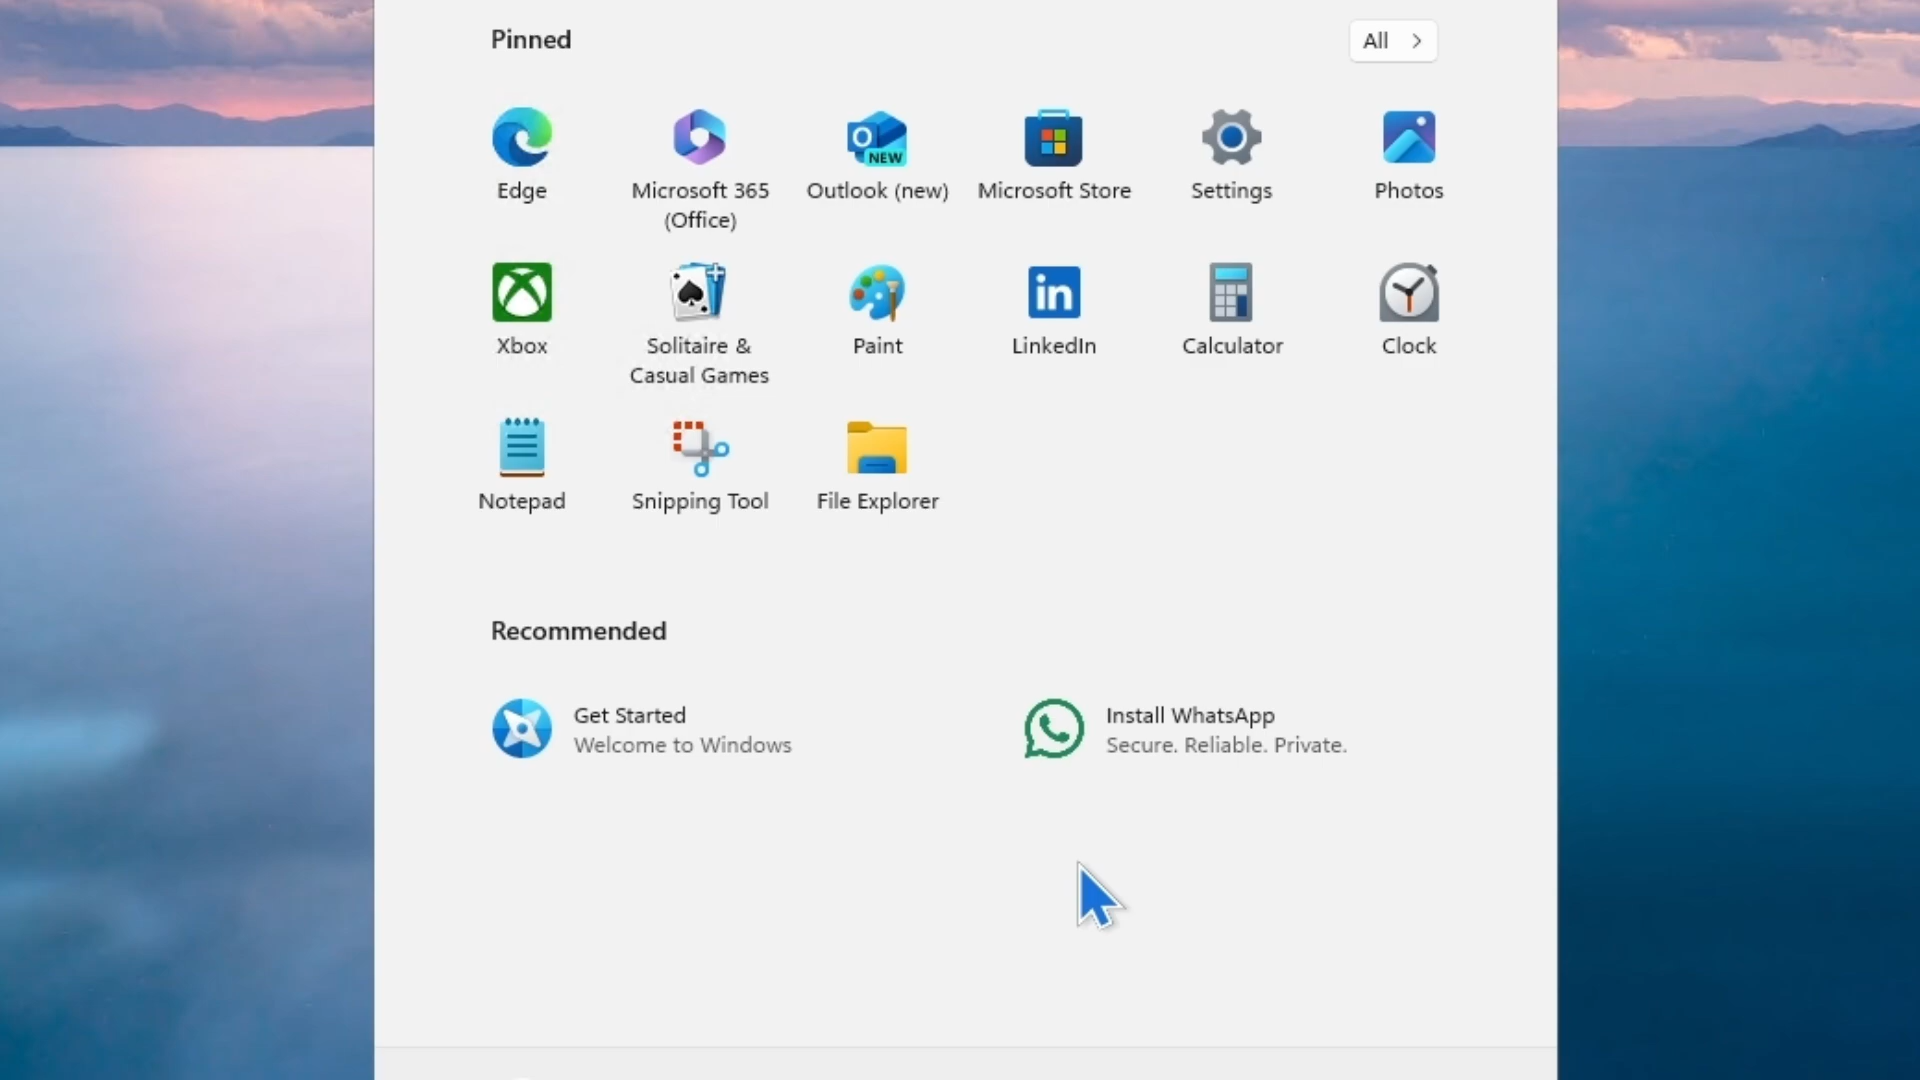 Pinned
All
Edge
Microsoft 365
(Office)
Outlook (new)
NEW
Microsoft Store
Settings
Photos
Xbox
Solitaire &
Casual Games
Paint
in
LinkedIn
Calculator
Clock
Notepad
Snipping Tool
File Explorer
Recommended
Get Started
Welcome to Windows
Install WhatsApp
Secure. Reliable. Private.